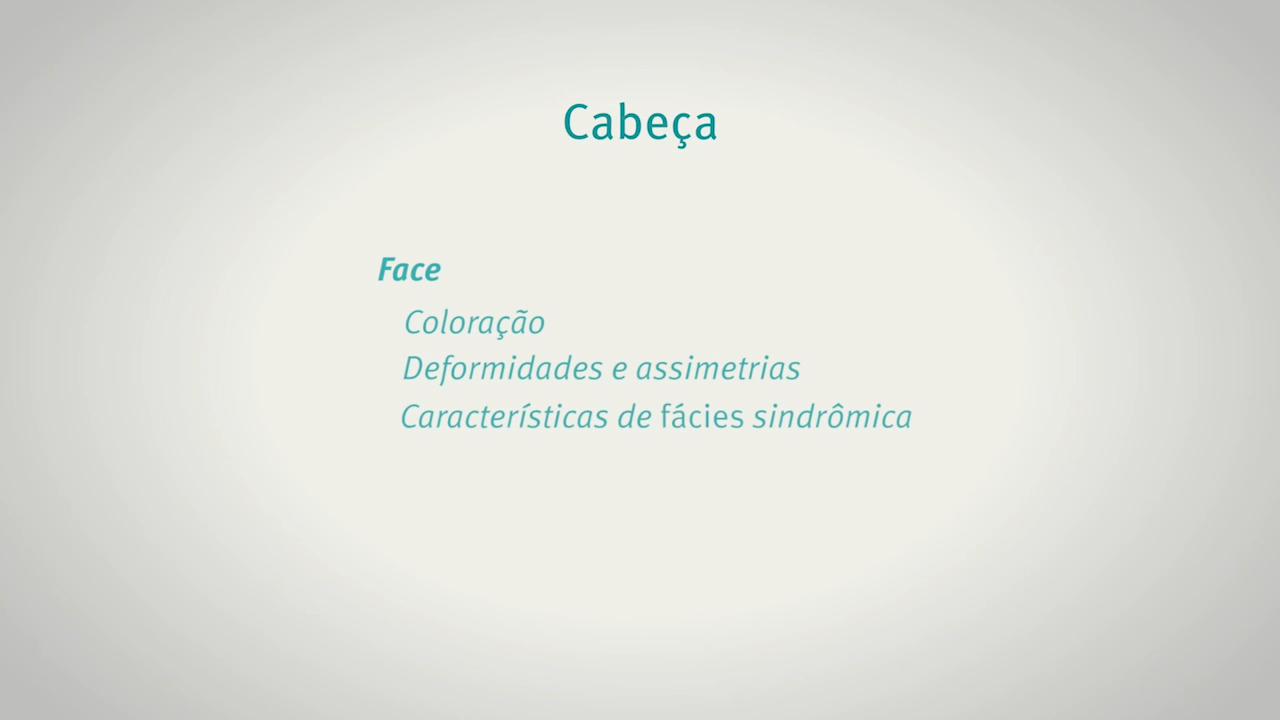 Cabeça
Face
Coloração
Deformidades e assimetrias
Características de fácies sindrômica